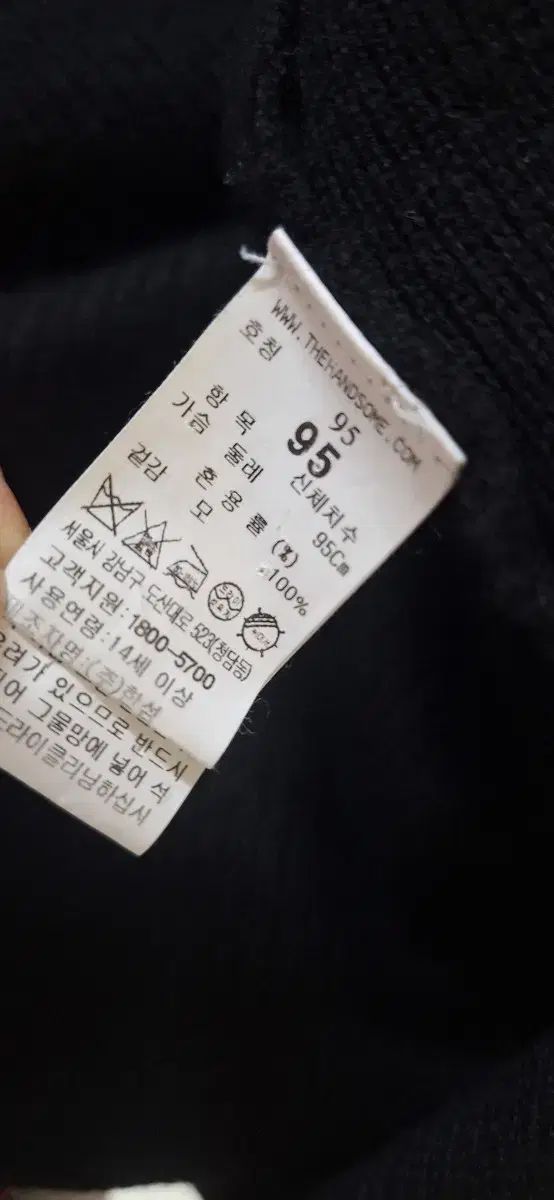 WWW.THEHANDSOME.COM
호칭 95
95
항목 신체치수
가슴둘레 95Cm
겉감 혼용률(%)
모 100%
서울시 강남구 도산대로 523(청담동)
고객지원:1800-5700
사용연령:14세 이상
제조자명:(주)한섬
우려가 있으므로 반드시
그물망에 넣어 석
드라이클리닝하십시